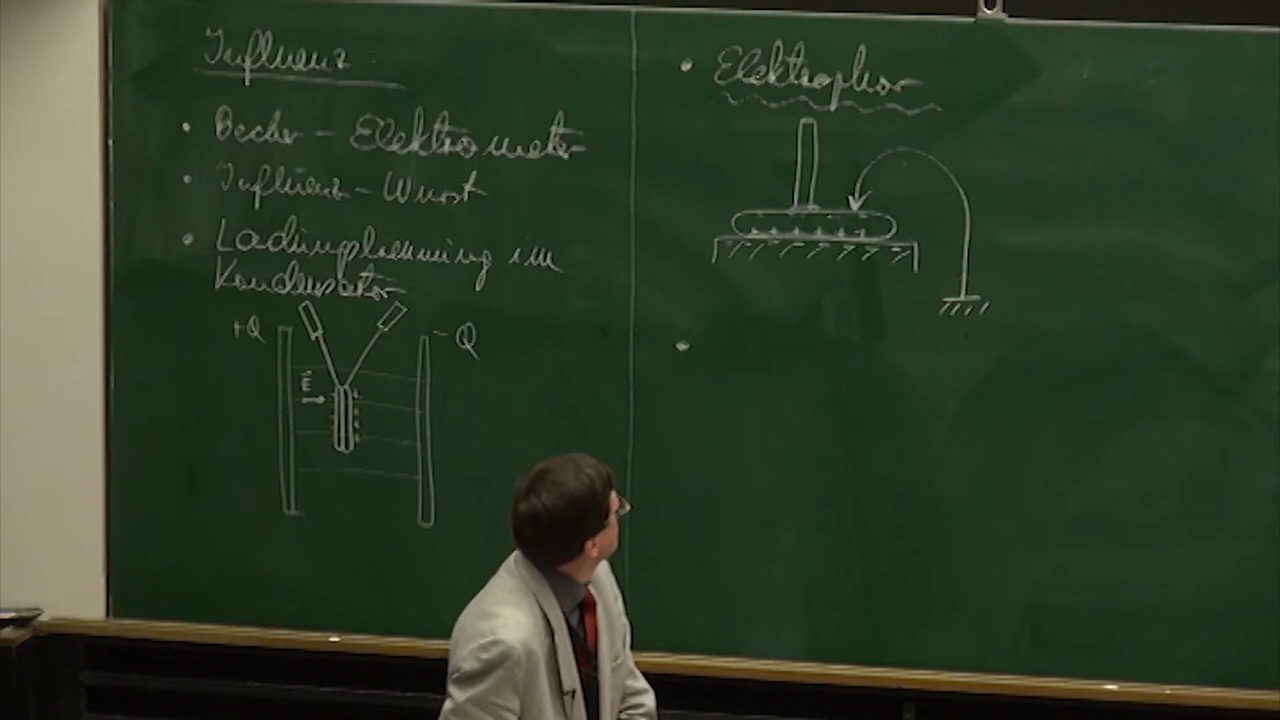 Influenz:
• Becher-Elektrometer
• Influenz-Wurst
• Ladungstrennung im
Kondensator
+Q
-Q
E
• Elektrophor